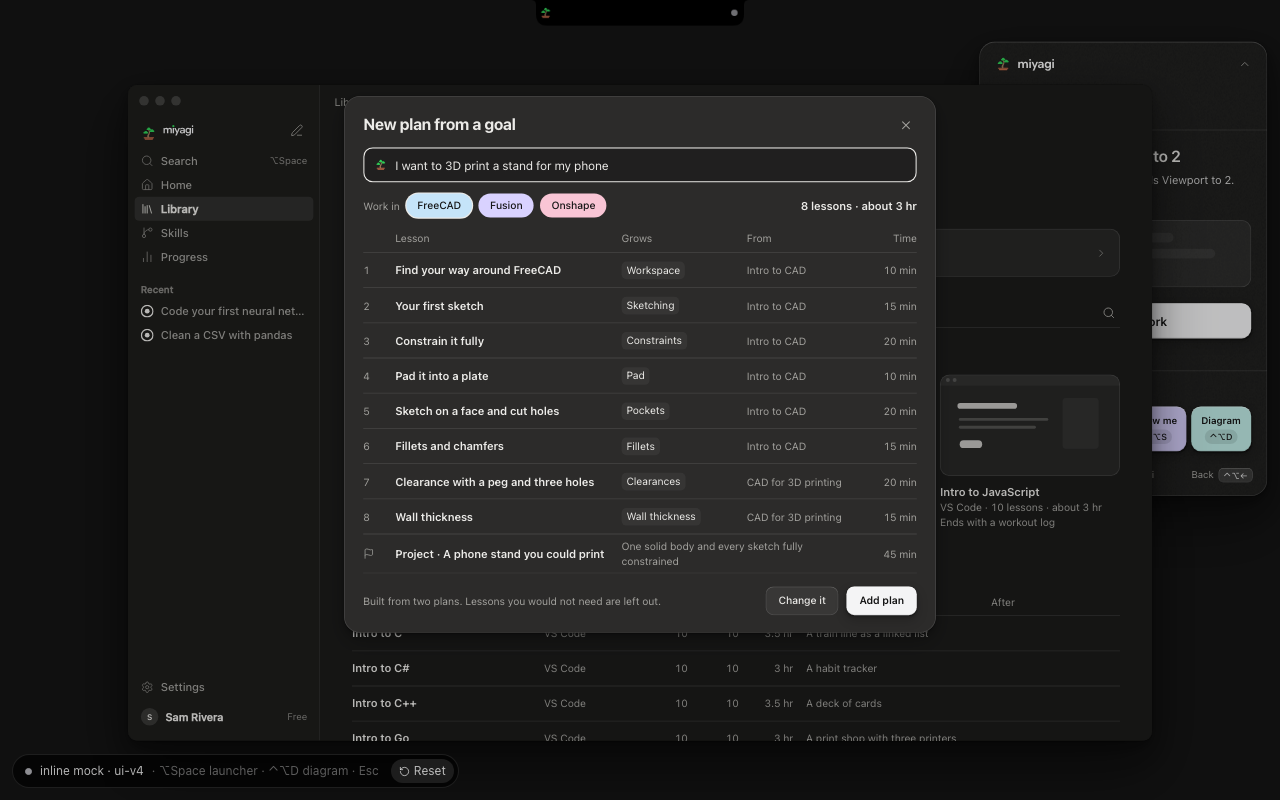 miyagi
miyagi
Search ⌥Space
Home
Library
Skills
Progress
Recent
Code your first neural net...
Clean a CSV with pandas
Settings
S Sam Rivera Free
New plan from a goal
I want to 3D print a stand for my phone
Work in FreeCAD Fusion Onshape 8 lessons · about 3 hr
Lesson Grows From Time
1 Find your way around FreeCAD Workspace Intro to CAD 10 min
2 Your first sketch Sketching Intro to CAD 15 min
3 Constrain it fully Constraints Intro to CAD 20 min
4 Pad it into a plate Pad Intro to CAD 10 min
5 Sketch on a face and cut holes Pockets Intro to CAD 20 min
6 Fillets and chamfers Fillets Intro to CAD 15 min
7 Clearance with a peg and three holes Clearances CAD for 3D printing 20 min
8 Wall thickness Wall thickness CAD for 3D printing 15 min
Project · A phone stand you could print One solid body and every sketch fully
constrained 45 min
Built from two plans. Lessons you would not need are left out. Change it Add plan
to 2
Viewport to 2.
Diagram
⌃⌥D
Back ⌃⌥←
Intro to JavaScript
VS Code · 10 lessons · about 3 hr
Ends with a workout log
After
Intro to C VS Code 10 10 3.5 hr A train line as a linked list
Intro to C# VS Code 10 10 3 hr A habit tracker
Intro to C++ VS Code 10 10 3.5 hr A deck of cards
Intro to Go VS Code 10 10 3 hr A print shop with three printers
inline mock · ui-v4 · ⌥Space launcher · ⌃⌥D diagram · Esc Reset